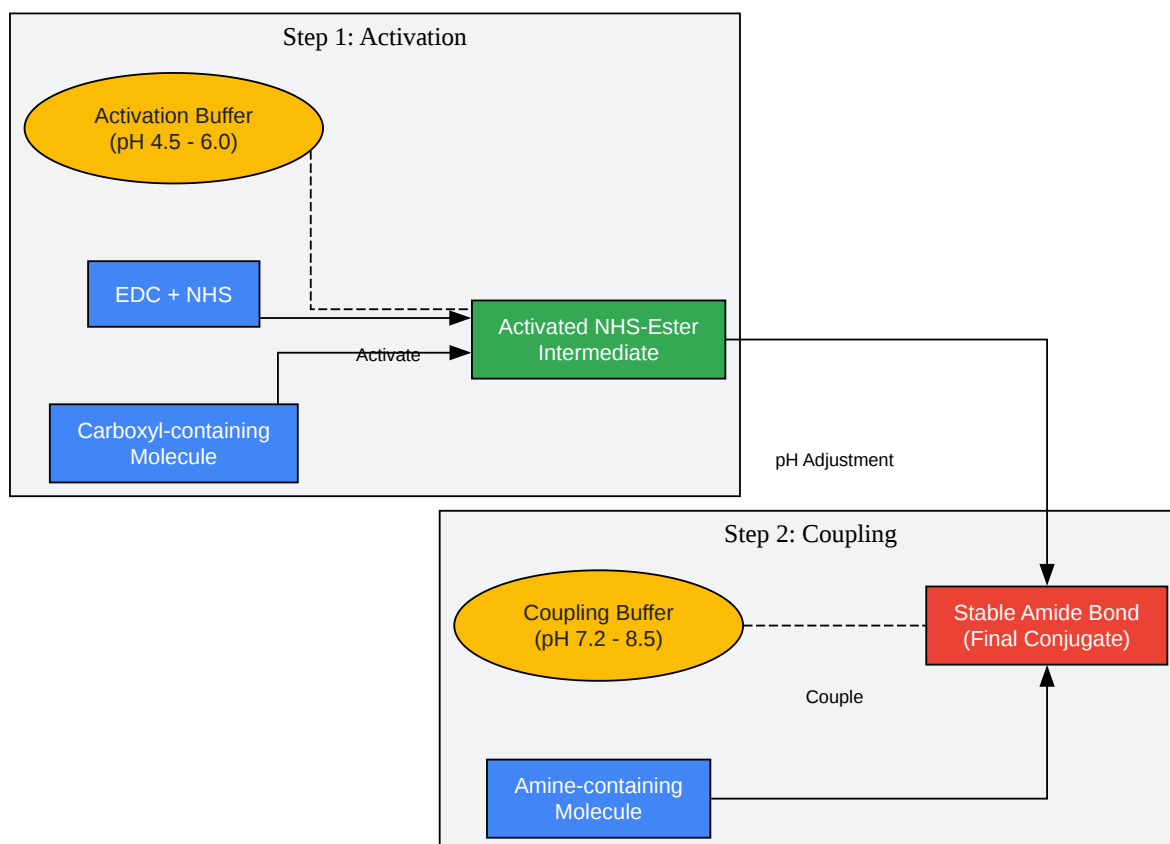 Step 1: Activation
Activation Buffer
(pH 4.5 - 6.0)
EDC + NHS
Activated NHS-Ester
Intermediate
Activate
Carboxyl-containing
Molecule
pH Adjustment
Step 2: Coupling
Coupling Buffer
(pH 7.2 - 8.5)
Stable Amide Bond
(Final Conjugate)
Couple
Amine-containing
Molecule